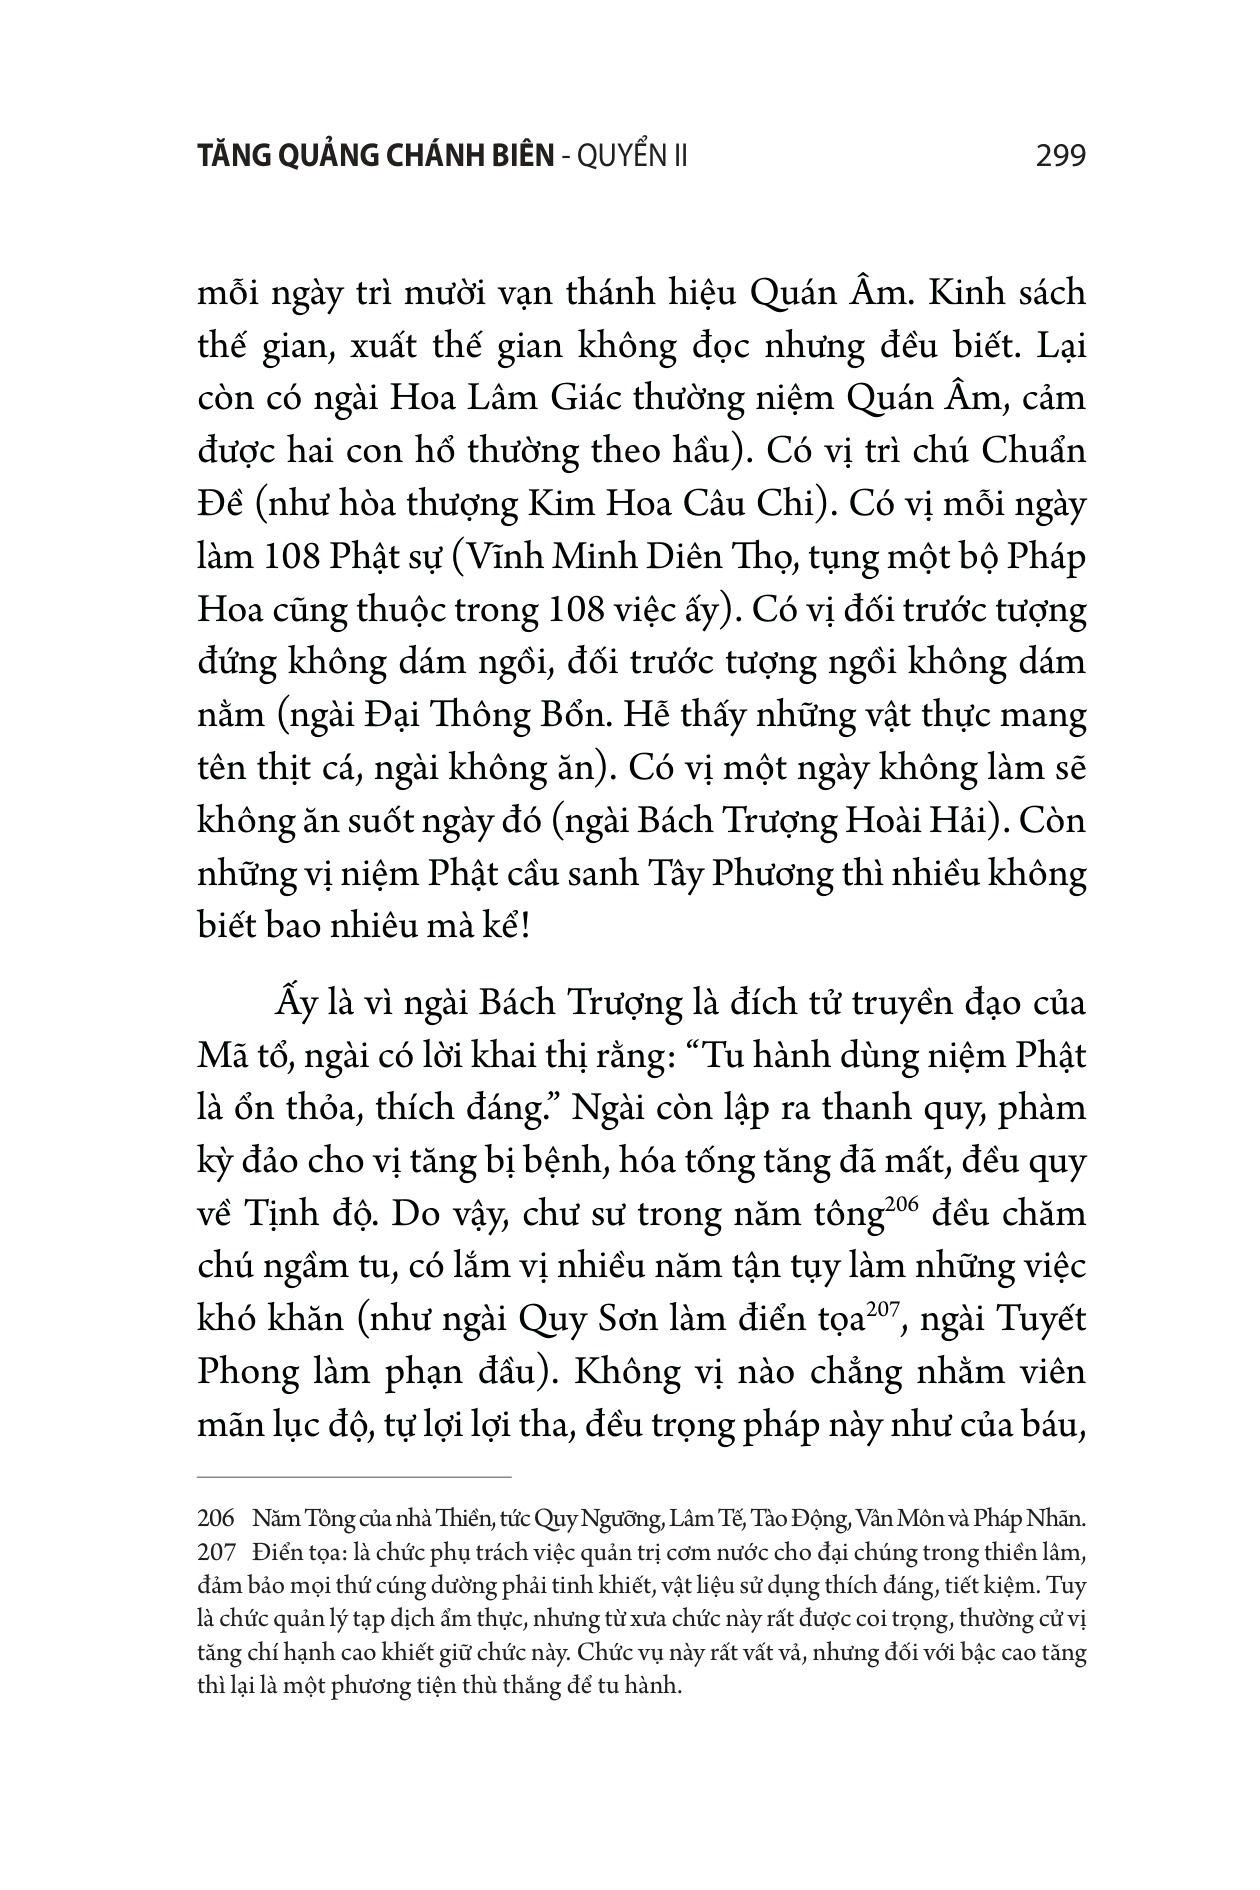 TĂNG QUẢNG CHÁNH BIÊN - QUYỂN II 299
mỗi ngày trì mười vạn thánh hiệu Quán Âm. Kinh sách
thế gian, xuất thế gian không đọc nhưng đều biết. Lại
còn có ngài Hoa Lâm Giác thường niệm Quán Âm, cảm
được hai con hổ thường theo hầu). Có vị trì chú Chuẩn
Đề (như hòa thượng Kim Hoa Câu Chi). Có vị mỗi ngày
làm 108 Phật sự (Vĩnh Minh Diên Thọ, tụng một bộ Pháp
Hoa cũng thuộc trong 108 việc ấy). Có vị đối trước tượng
đứng không dám ngồi, đối trước tượng ngồi không dám
nằm (ngài Đại Thông Bổn. Hễ thấy những vật thực mang
tên thịt cá, ngài không ăn). Có vị một ngày không làm sẽ
không ăn suốt ngày đó (ngài Bách Trượng Hoài Hải). Còn
những vị niệm Phật cầu sanh Tây Phương thì nhiều không
biết bao nhiêu mà kể!
Ấy là vì ngài Bách Trượng là đích tử truyền đạo của
Mã tổ, ngài có lời khai thị rằng: “Tu hành dùng niệm Phật
là ổn thỏa, thích đáng.” Ngài còn lập ra thanh quy, phàm
kỳ đảo cho vị tăng bị bệnh, hóa tống tăng đã mất, đều quy
về Tịnh độ. Do vậy, chư sư trong năm tông206 đều chăm
chú ngầm tu, có lắm vị nhiều năm tận tụy làm những việc
khó khăn (như ngài Quy Sơn làm điển tọa207, ngài Tuyết
Phong làm phạn đầu). Không vị nào chẳng nhằm viên
mãn lục độ, tự lợi lợi tha, đều trọng pháp này như của báu,
206 Năm Tông của nhà Thiền, tức Quy Ngưỡng, Lâm Tế, Tào Động, Vân Môn và Pháp Nhãn.
207 Điển tọa: là chức phụ trách việc quản trị cơm nước cho đại chúng trong thiền lâm,
đảm bảo mọi thứ cúng dường phải tinh khiết, vật liệu sử dụng thích đáng, tiết kiệm. Tuy
là chức quản lý tạp dịch ẩm thực, nhưng từ xưa chức này rất được coi trọng, thường cử vị
tăng chí hạnh cao khiết giữ chức này. Chức vụ này rất vất vả, nhưng đối với bậc cao tăng
thì lại là một phương tiện thù thắng để tu hành.